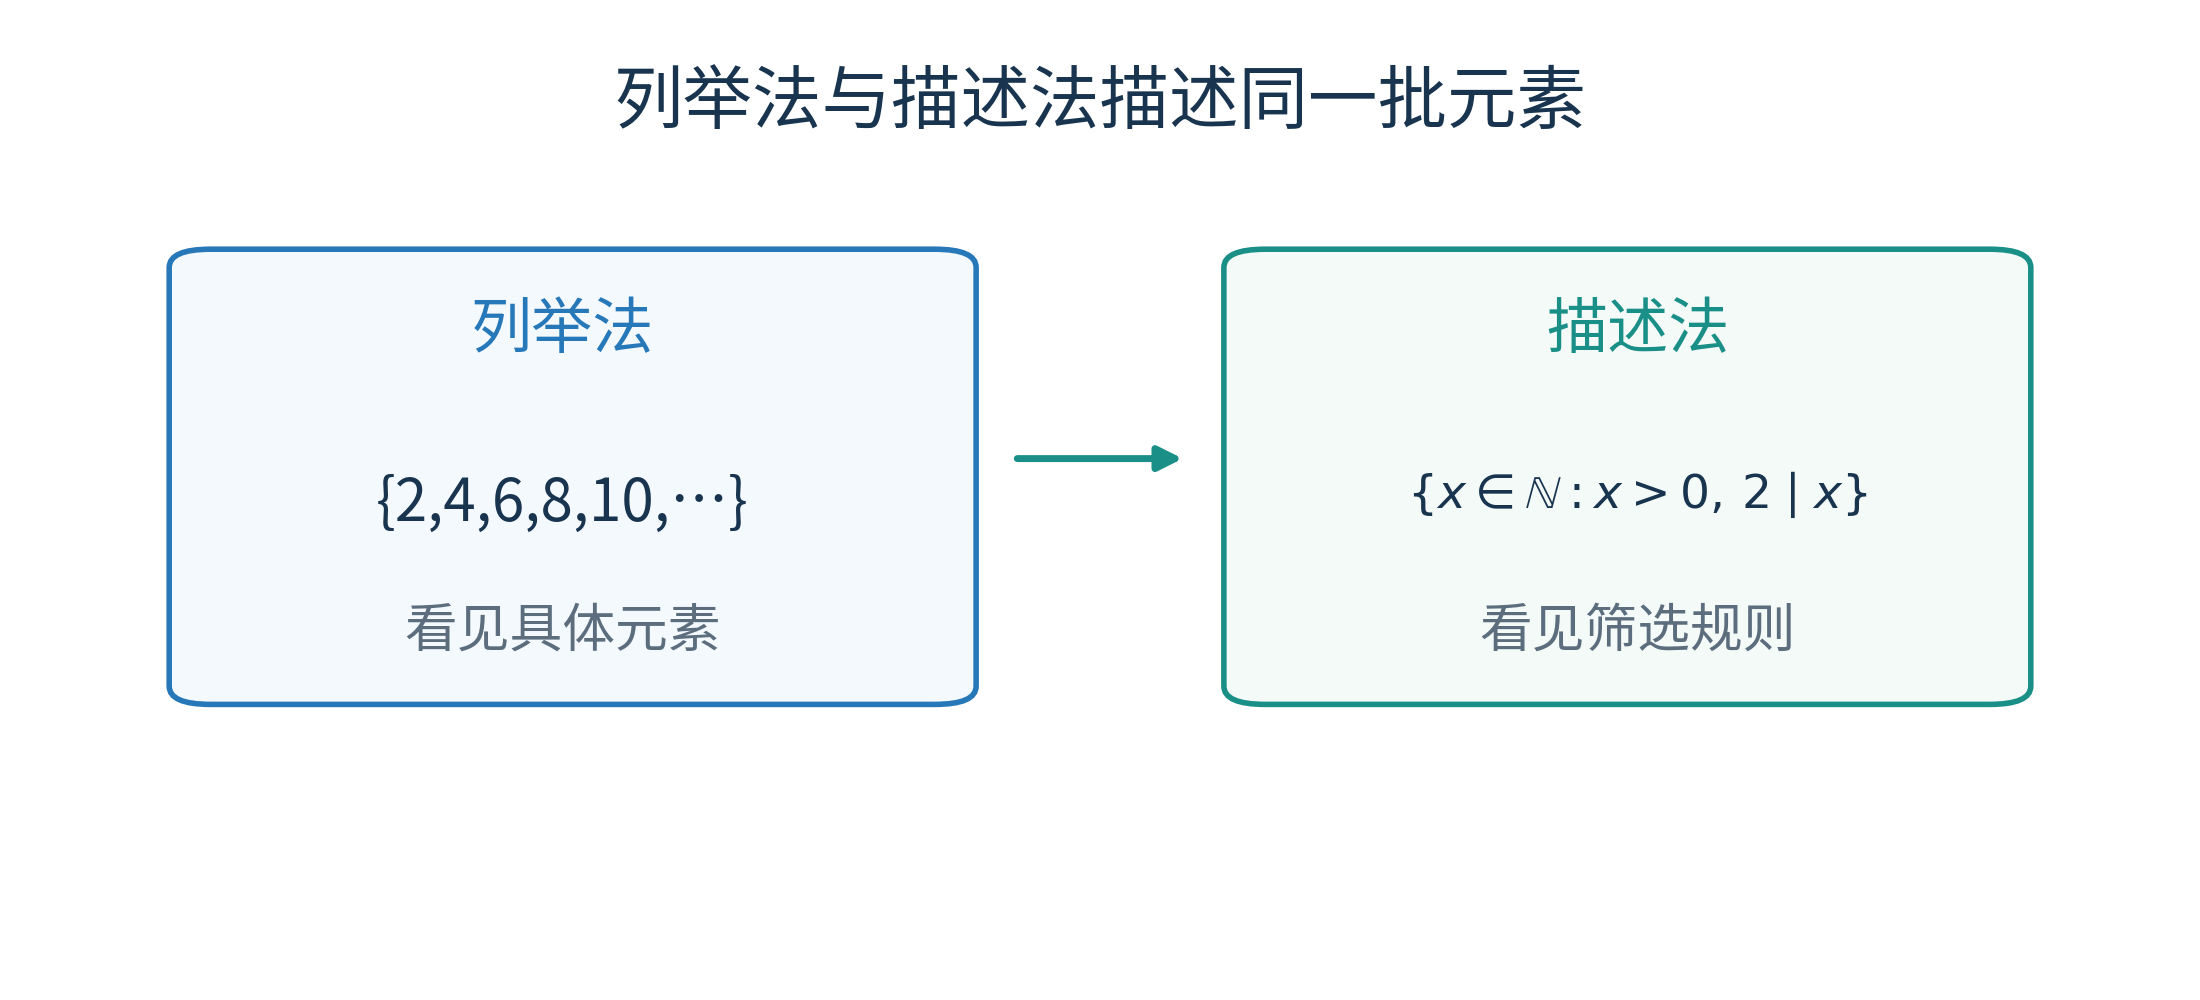 列举法与描述法描述同一批元素
列举法
{2,4,6,8,10,⋯}
看见具体元素
描述法
{x ∈ ℕ : x > 0, 2 | x}
看见筛选规则